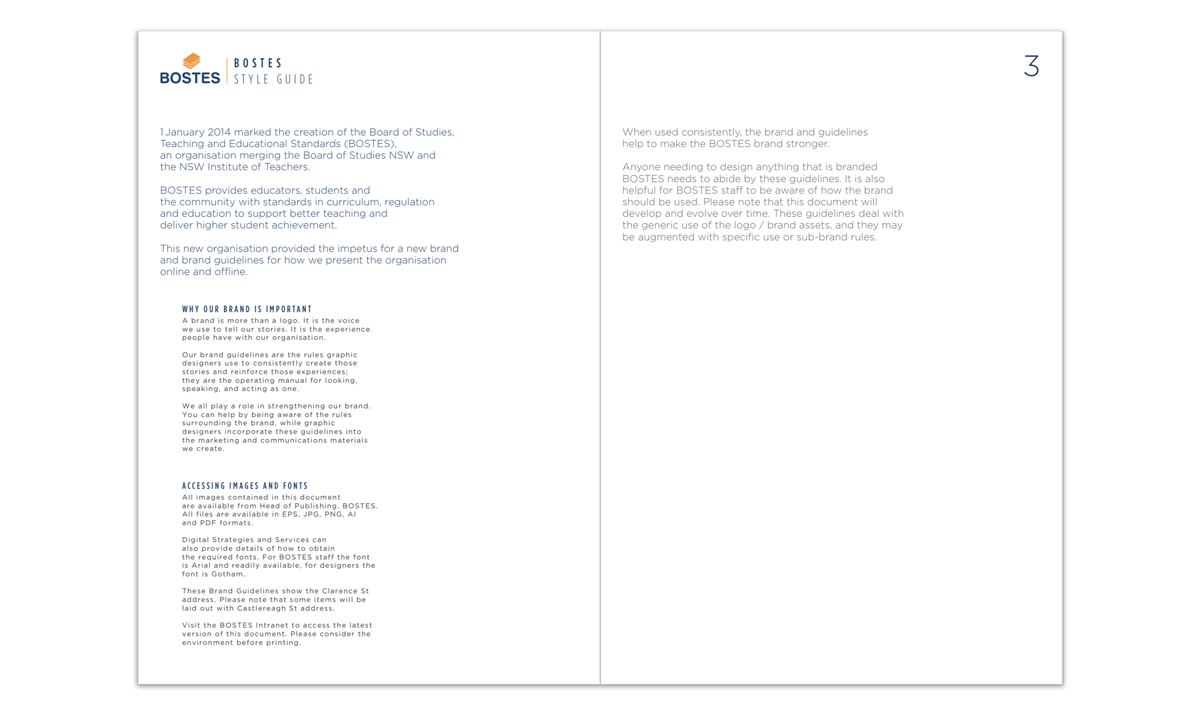 BOSTES
BOSTES
STYLE GUIDE
3
1 January 2014 marked the creation of the Board of Studies,
Teaching and Educational Standards (BOSTES),
an organisation merging the Board of Studies NSW and
the NSW Institute of Teachers.
BOSTES provides educators, students and
the community with standards in curriculum, regulation
and education to support better teaching and
deliver higher student achievement.
This new organisation provided the impetus for a new brand
and brand guidelines for how we present the organisation
online and offline.
WHY OUR BRAND IS IMPORTANT
A brand is more than a logo. It is the voice
we use to tell our stories. It is the experience
people have with our organisation.
Our brand guidelines are the rules graphic
designers use to consistently create those
stories and reinforce those experiences;
they are the operating manual for looking,
speaking, and acting as one.
We all play a role in strengthening our brand.
You can help by being aware of the rules
surrounding the brand, while graphic
designers incorporate these guidelines into
the marketing and communications materials
we create.
ACCESSING IMAGES AND FONTS
All images contained in this document
are available from Head of Publishing, BOSTES.
All files are available in EPS, JPG, PNG, AI
and PDF formats.
Digital Strategies and Services can
also provide details of how to obtain
the required fonts. For BOSTES staff the font
is Arial and readily available, for designers the
font is Gotham.
These Brand Guidelines show the Clarence St
address. Please note that some items will be
laid out with Castlereagh St address.
Visit the BOSTES Intranet to access the latest
version of this document. Please consider the
environment before printing.
When used consistently, the brand and guidelines
help to make the BOSTES brand stronger.
Anyone needing to design anything that is branded
BOSTES needs to abide by these guidelines. It is also
helpful for BOSTES staff to be aware of how the brand
should be used. Please note that this document will
develop and evolve over time. These guidelines deal with
the generic use of the logo / brand assets, and they may
be augmented with specific use or sub-brand rules.